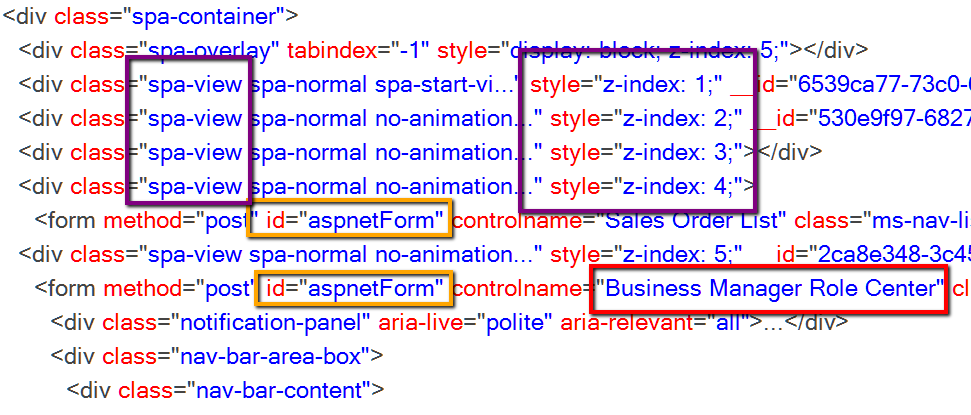 <div class="spa-container">
<div class="spa-overlay" tabindex="-1" style="display: block; z-index: 5;"></div>
<div class="spa-view spa-normal spa-start-vi..." style="z-index: 1;" __id="6539ca77-73c0-
<div class="spa-view spa-normal no-animation..." style="z-index: 2;" __id="530e9f97-6827
<div class="spa-view spa-normal no-animation..." style="z-index: 3;"></div>
<div class="spa-view spa-normal no-animation..." style="z-index: 4;">
<form method="post" id="aspnetForm" controlname="Sales Order List" class="ms-nav-li
<div class="spa-view spa-normal no-animation..." style="z-index: 5;" __id="2ca8e348-3c45
<form method="post" id="aspnetForm" controlname="Business Manager Role Center" cl
<div class="notification-panel" aria-live="polite" aria-relevant="all">...</div>
<div class="nav-bar-area-box">
<div class="nav-bar-content">